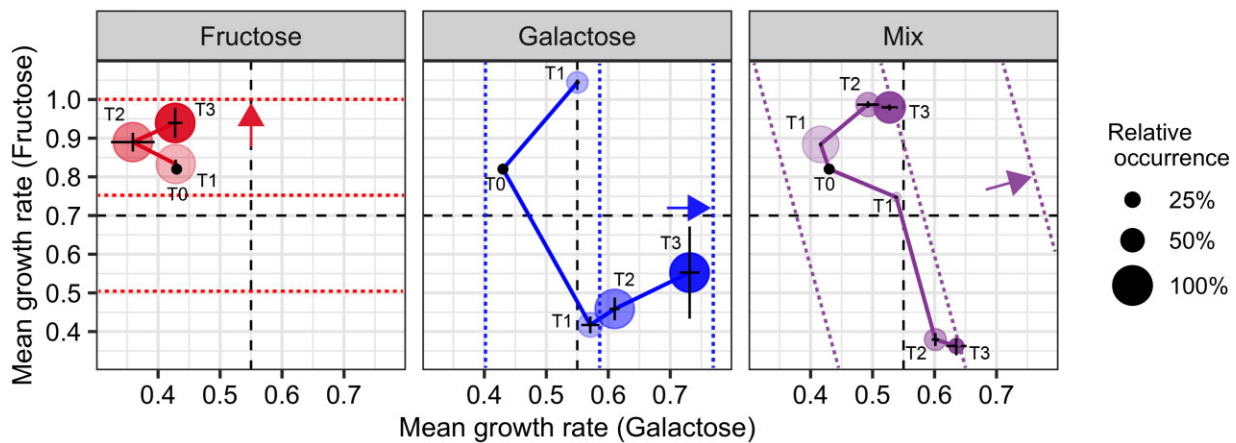 Fructose
Galactose
Mix
Mean growth rate (Fructose)
1.0
0.9
0.8
0.7
0.6
0.5
0.4
T2
T3
T1
T0
T1
T0
T3
T2
T1
T2
T3
T1
T0
T1
T2
T3
0.4 0.5 0.6 0.7
0.4 0.5 0.6 0.7
0.4 0.5 0.6 0.7
Mean growth rate (Galactose)
Relative
occurrence
25%
50%
100%